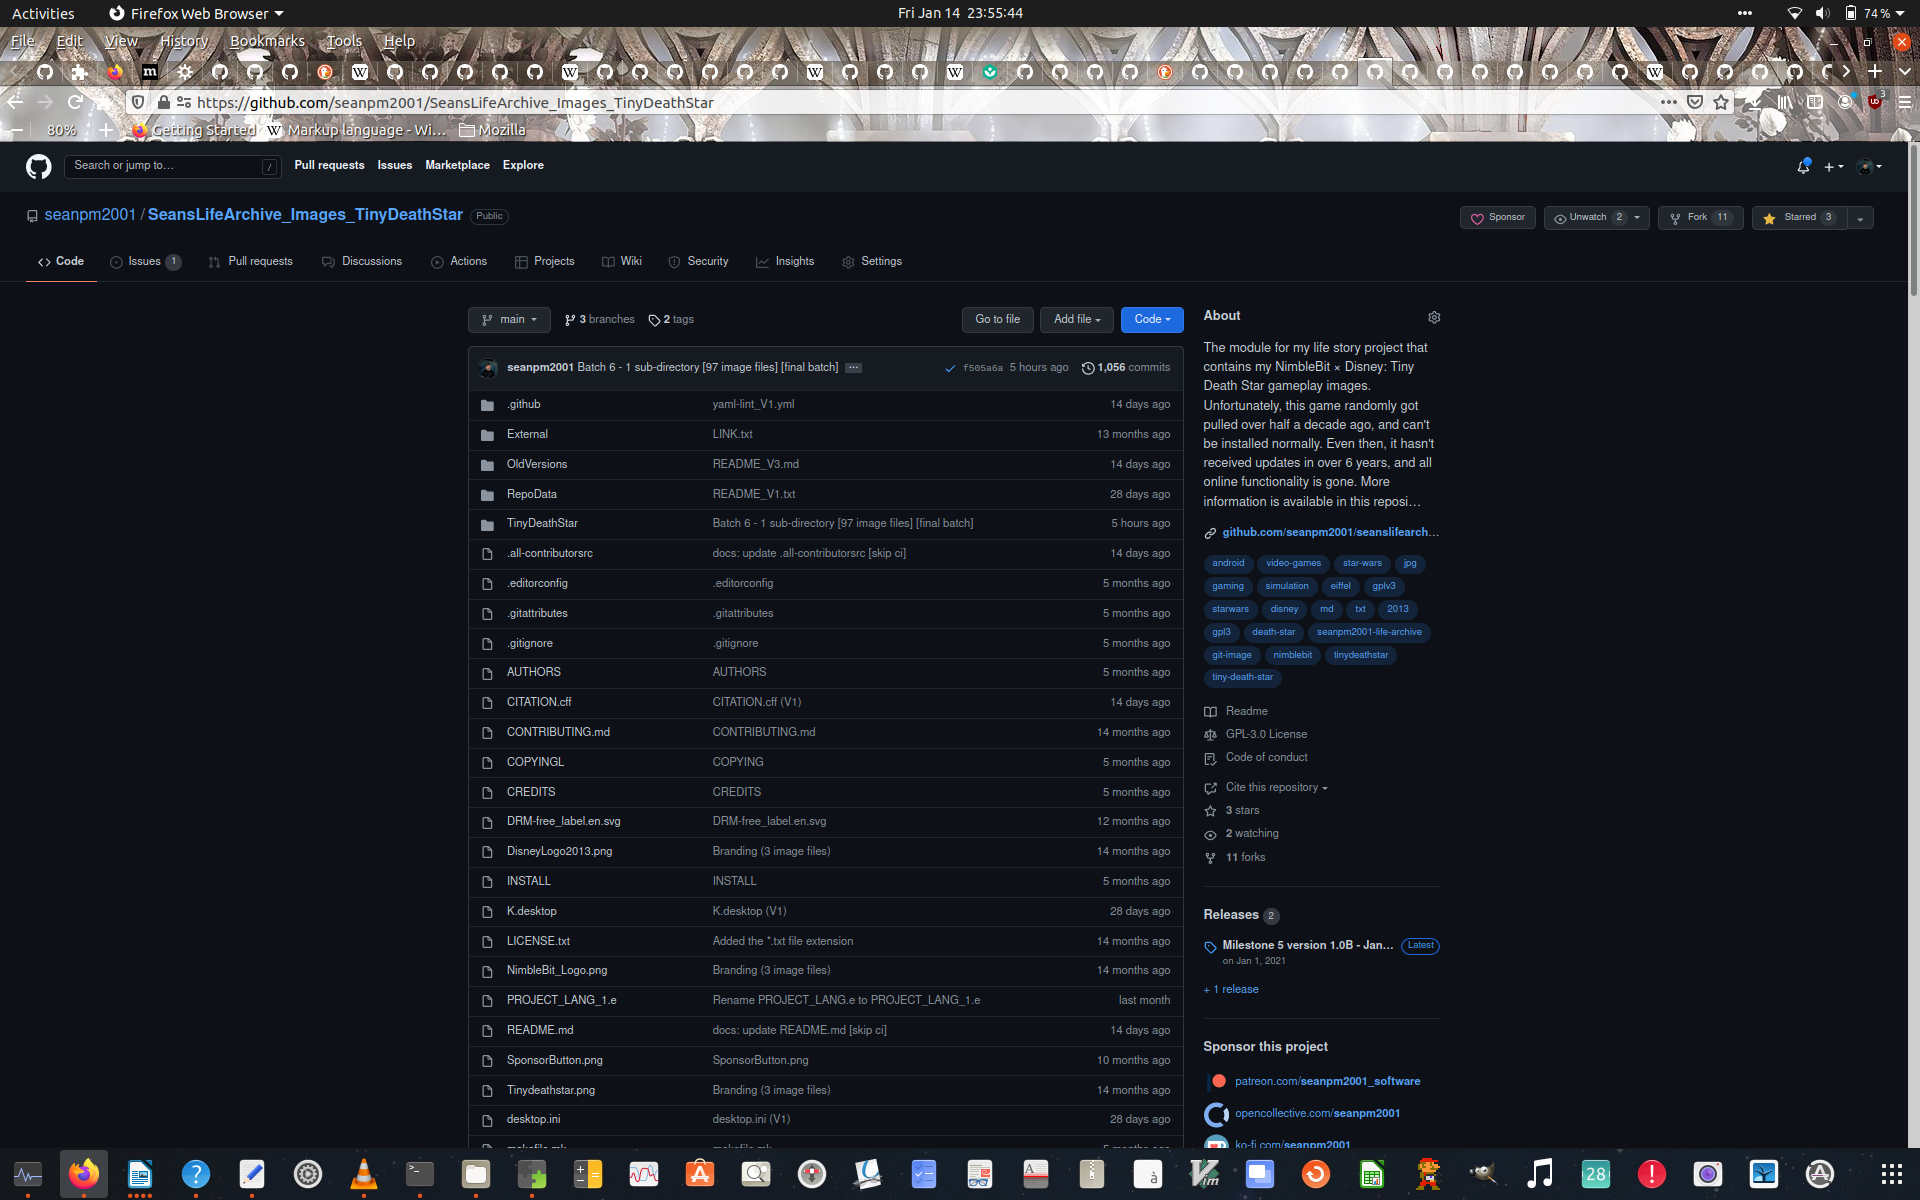 Activities Firefox Web Browser Fri Jan 14 23:55:44 74%
File Edit View History Bookmarks Tools Help
https://github.com/seanpm2001/SeansLifeArchive_Images_TinyDeathStar
80% Getting Started Markup language - Wi... Mozilla
Search or jump to... / Pull requests Issues Marketplace Explore
seanpm2001 / SeansLifeArchive_Images_TinyDeathStar Public
Sponsor Unwatch 2 Fork 11 Starred 3
Code Issues 1 Pull requests Discussions Actions Projects Wiki Security Insights Settings
main 3 branches 2 tags Go to file Add file Code
seanpm2001 Batch 6 - 1 sub-directory [97 image files] [final batch] ... f505a6a 5 hours ago 1,056 commits
.github yaml-lint_V1.yml 14 days ago
External LINK.txt 13 months ago
OldVersions README_V3.md 14 days ago
RepoData README_V1.txt 28 days ago
TinyDeathStar Batch 6 - 1 sub-directory [97 image files] [final batch] 5 hours ago
.all-contributorsrc docs: update .all-contributorsrc [skip ci] 14 days ago
.editorconfig .editorconfig 5 months ago
.gitattributes .gitattributes 5 months ago
.gitignore .gitignore 5 months ago
AUTHORS AUTHORS 5 months ago
CITATION.cff CITATION.cff (V1) 14 days ago
CONTRIBUTING.md CONTRIBUTING.md 14 months ago
COPYINGL COPYING 5 months ago
CREDITS CREDITS 5 months ago
DRM-free_label.en.svg DRM-free_label.en.svg 12 months ago
DisneyLogo2013.png Branding (3 image files) 14 months ago
INSTALL INSTALL 5 months ago
K.desktop K.desktop (V1) 28 days ago
LICENSE.txt Added the *.txt file extension 14 months ago
NimbleBit_Logo.png Branding (3 image files) 14 months ago
PROJECT_LANG_1.e Rename PROJECT_LANG.e to PROJECT_LANG_1.e last month
README.md docs: update README.md [skip ci] 14 days ago
SponsorButton.png SponsorButton.png 10 months ago
Tinydeathstar.png Branding (3 image files) 14 months ago
desktop.ini desktop.ini (V1) 28 days ago
makefile.mk makefile.mk 5 months ago
About
The module for my life story project that
contains my NimbleBit × Disney: Tiny
Death Star gameplay images.
Unfortunately, this game randomly got
pulled over half a decade ago, and can't
be installed normally. Even then, it hasn't
received updates in over 6 years, and all
online functionality is gone. More
information is available in this reposi...
github.com/seanpm2001/seanslifearch...
android video-games star-wars jpg
gaming simulation eiffel gplv3
starwars disney md txt 2013
gpl3 death-star seanpm2001-life-archive
git-image nimblebit tinydeathstar
tiny-death-star
Readme
GPL-3.0 License
Code of conduct
Cite this repository
3 stars
2 watching
11 forks
Releases 2
Milestone 5 version 1.0B - Jan... Latest
on Jan 1, 2021
+ 1 release
Sponsor this project
patreon.com/seanpm2001_software
opencollective.com/seanpm2001
ko-fi.com/seanpm2001
28